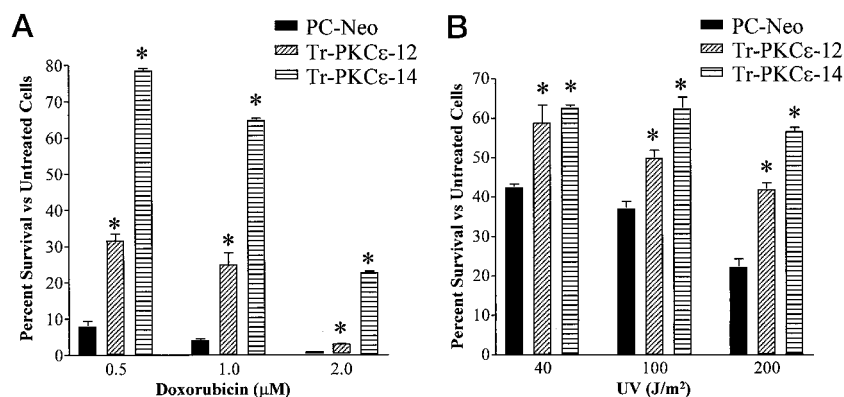 A
PC-Neo
Tr-PKCε-12
Tr-PKCε-14
Percent Survival vs Untreated Cells
80
70
60
50
40
30
20
10
0
* * *
* * *
0.5 1.0 2.0
Doxorubicin (μM)
B
PC-Neo
Tr-PKCε-12
Tr-PKCε-14
Percent Survival vs Untreated Cells
70
60
50
40
30
20
10
0
* * * * * *
40 100 200
UV (J/m²)